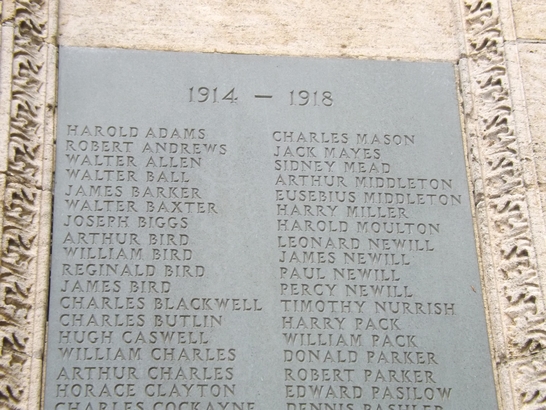 1914 — 1918
HAROLD ADAMS
ROBERT ANDREWS
WALTER ALLEN
WALTER BALL
JAMES BARKER
WALTER BAXTER
JOSEPH BIGGS
ARTHUR BIRD
WILLIAM BIRD
REGINALD BIRD
JAMES BIRD
CHARLES BLACKWELL
CHARLES BUTLIN
HUGH CASWELL
WILLIAM CHARLES
ARTHUR CHARLES
HORACE CLAYTON
CHARLES COCKAYNE
CHARLES MASON
JACK MAYES
SIDNEY MEAD
ARTHUR MIDDLETON
EUSEBIUS MIDDLETON
HARRY MILLER
HAROLD MOULTON
LEONARD NEWILL
JAMES NEWILL
PAUL NEWILL
PERCY NEWILL
TIMOTHY NURRISH
HARRY PACK
WILLIAM PACK
DONALD PARKER
ROBERT PARKER
EDWARD PASILOW
DENNIS